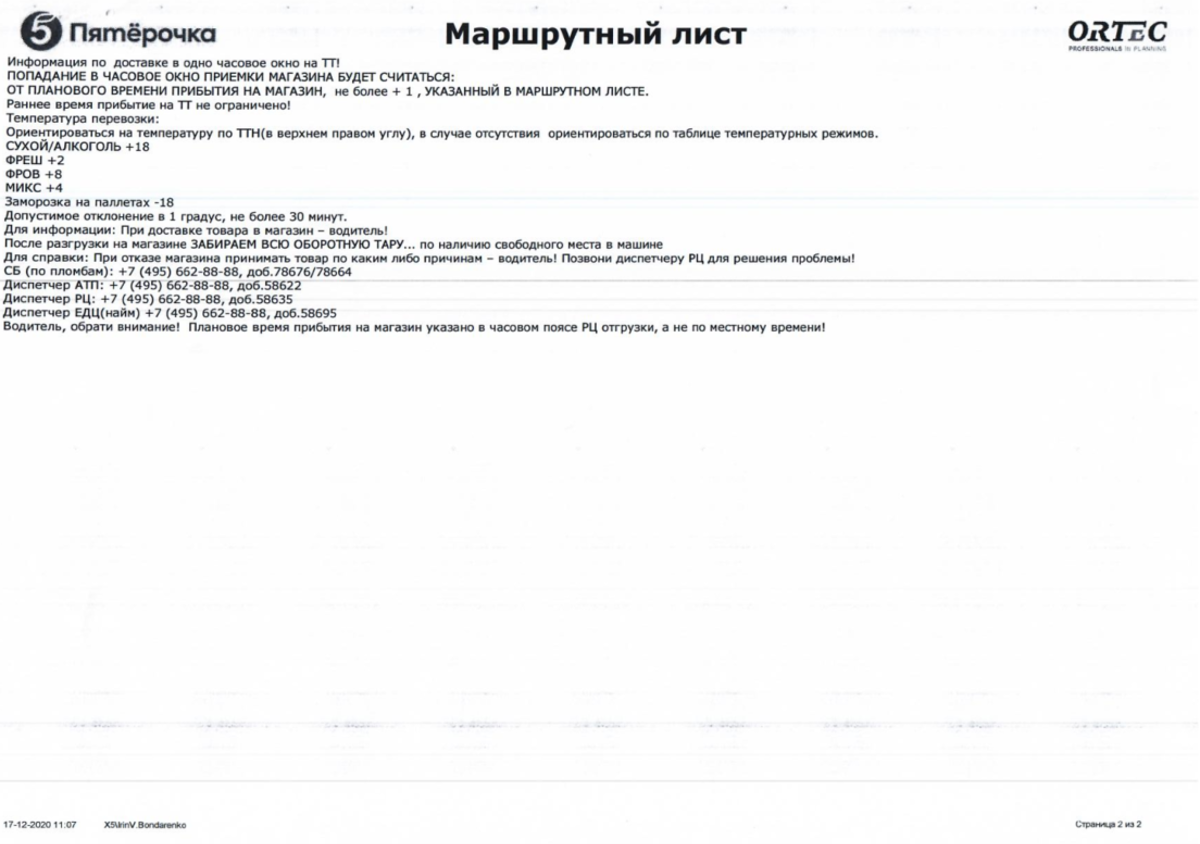 5 Пятёрочка
Маршрутный лист
ORTEC
PROFESSIONALS IN PLANNING
Информация по доставке в одно часовое окно на ТТ!
ПОПАДАНИЕ В ЧАСОВОЕ ОКНО ПРИЕМКИ МАГАЗИНА БУДЕТ СЧИТАТЬСЯ:
ОТ ПЛАНОВОГО ВРЕМЕНИ ПРИБЫТИЯ НА МАГАЗИН, не более + 1 , УКАЗАННЫЙ В МАРШРУТНОМ ЛИСТЕ.
Раннее время прибытие на ТТ не ограничено!
Температура перевозки:
Ориентироваться на температуру по ТТН(в верхнем правом углу), в случае отсутствия ориентироваться по таблице температурных режимов.
СУХОЙ/АЛКОГОЛЬ +18
ФРЕШ +2
ФРОВ +8
МИКС +4
Заморозка на паллетах -18
Допустимое отклонение в 1 градус, не более 30 минут.
Для информации: При доставке товара в магазин – водитель!
После разгрузки на магазине ЗАБИРАЕМ ВСЮ ОБОРОТНУЮ ТАРУ... по наличию свободного места в машине
Для справки: При отказе магазина принимать товар по каким либо причинам – водитель! Позвони диспетчеру РЦ для решения проблемы!
СБ (по пломбам): +7 (495) 662-88-88, доб.78676/78664
Диспетчер АТП: +7 (495) 662-88-88, доб.58622
Диспетчер РЦ: +7 (495) 662-88-88, доб.58635
Диспетчер ЕДЦ(найм) +7 (495) 662-88-88, доб.58695
Водитель, обрати внимание! Плановое время прибытия на магазин указано в часовом поясе РЦ отгрузки, а не по местному времени!
17-12-2020 11:07 X5\IrinV.Bondarenko
Страница 2 из 2